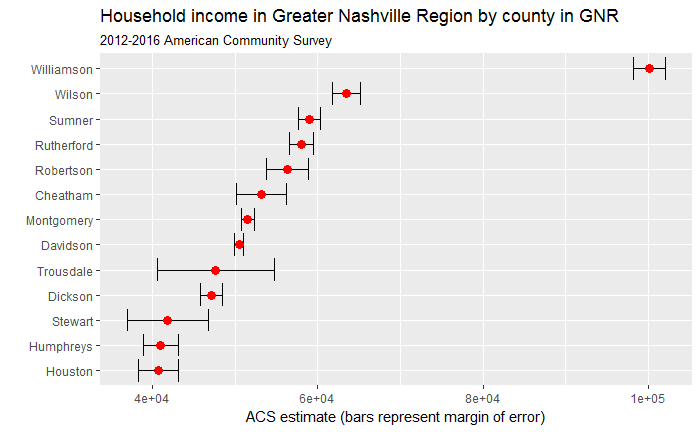 Household income in Greater Nashville Region by county in GNR
2012-2016 American Community Survey
Williamson
Wilson
Sumner
Rutherford
Robertson
Cheatham
Montgomery
Davidson
Trousdale
Dickson
Stewart
Humphreys
Houston
4e+04 6e+04 8e+04 1e+05
ACS estimate (bars represent margin of error)